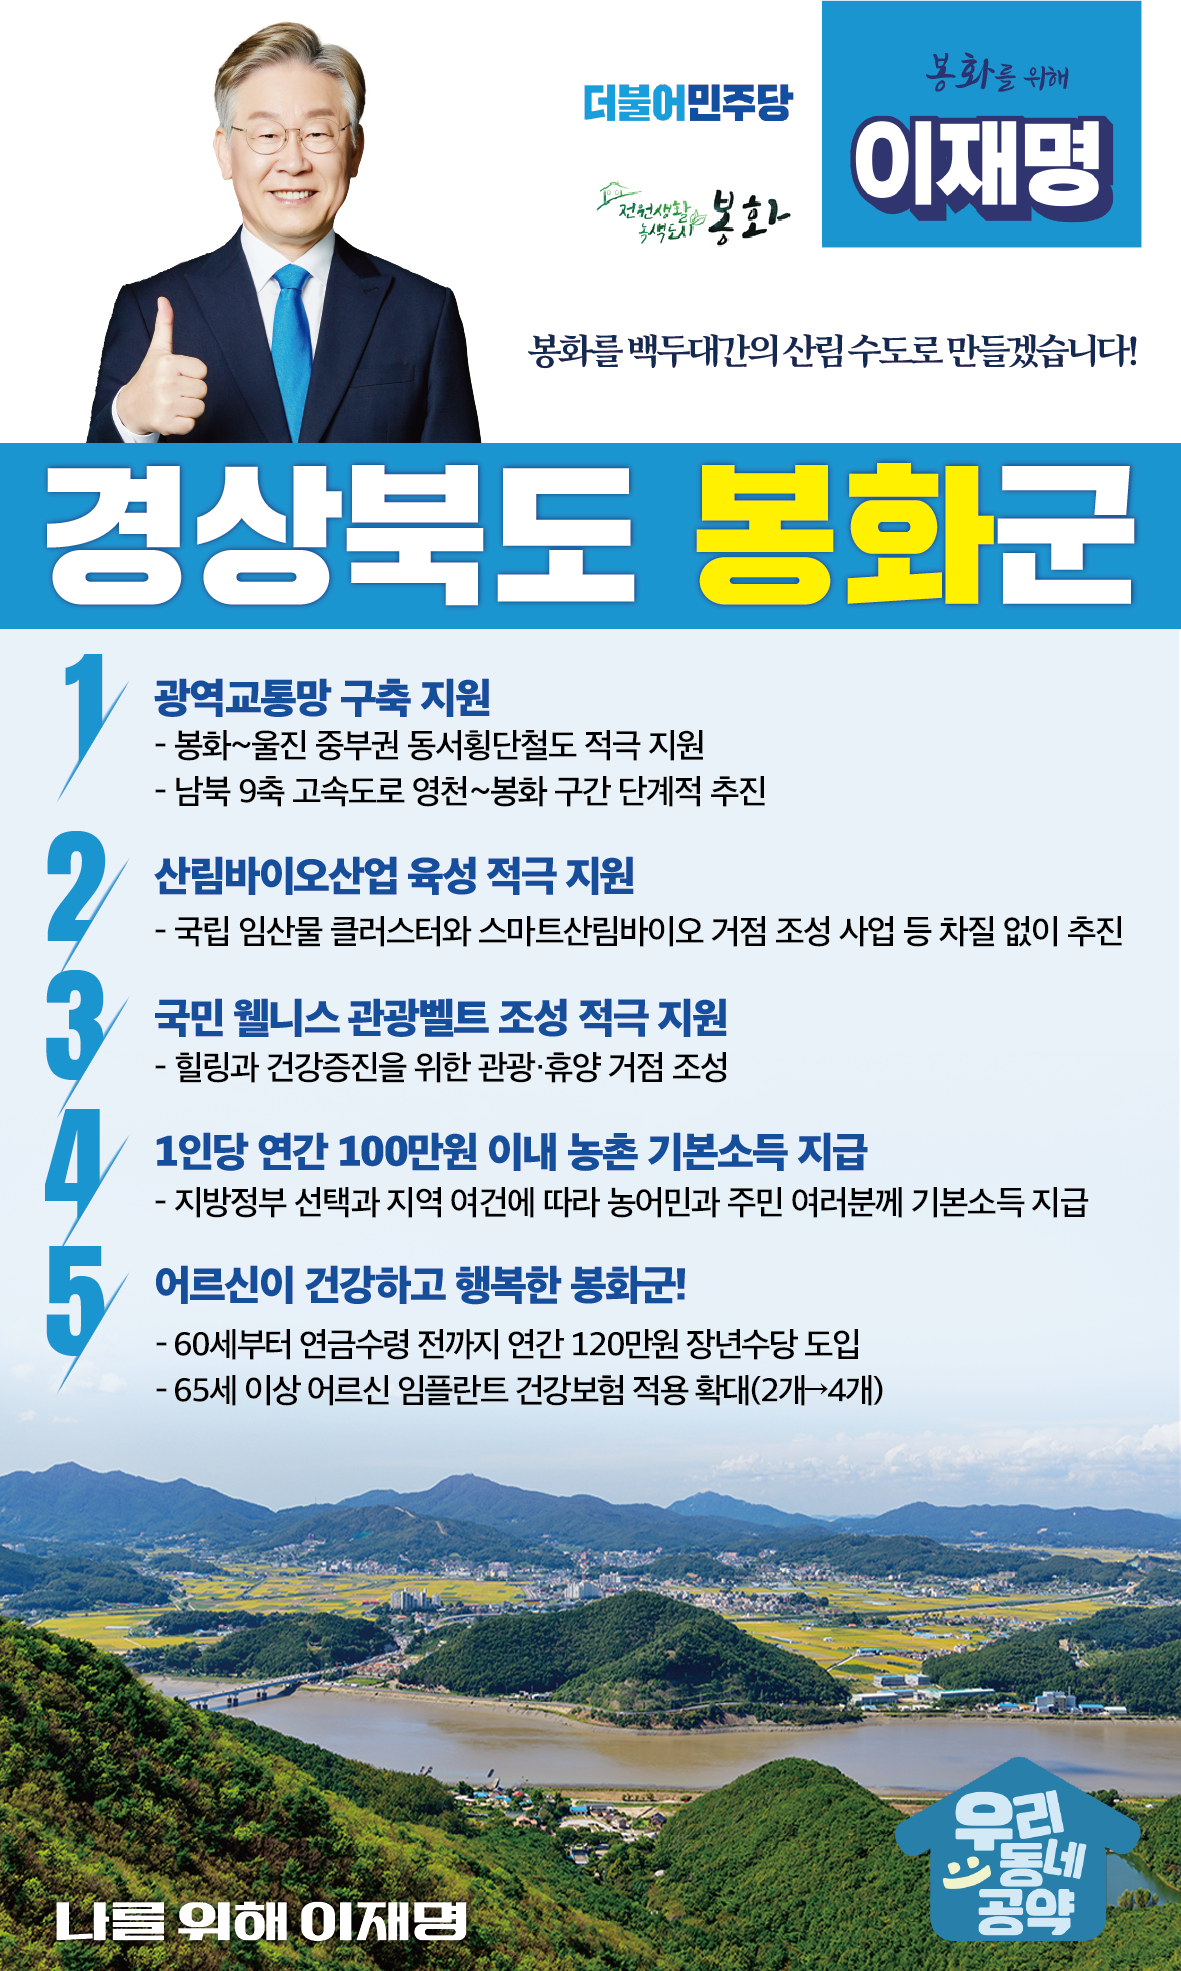 더불어민주당
전원생활
녹색도시
봉화
봉화를 위해
이재명
봉화를 백두대간의 산림 수도로 만들겠습니다!
경상북도 봉화군
1 광역교통망 구축 지원
- 봉화~울진 중부권 동서횡단철도 적극 지원
- 남북 9축 고속도로 영천~봉화 구간 단계적 추진
2 산림바이오산업 육성 적극 지원
- 국립 임산물 클러스터와 스마트산림바이오 거점 조성 사업 등 차질 없이 추진
3 국민 웰니스 관광벨트 조성 적극 지원
- 힐링과 건강증진을 위한 관광·휴양 거점 조성
4 1인당 연간 100만원 이내 농촌 기본소득 지급
- 지방정부 선택과 지역 여건에 따라 농어민과 주민 여러분께 기본소득 지급
5 어르신이 건강하고 행복한 봉화군!
- 60세부터 연금수령 전까지 연간 120만원 장년수당 도입
- 65세 이상 어르신 임플란트 건강보험 적용 확대(2개→4개)
우리
동네
공약
나를 위해 이재명